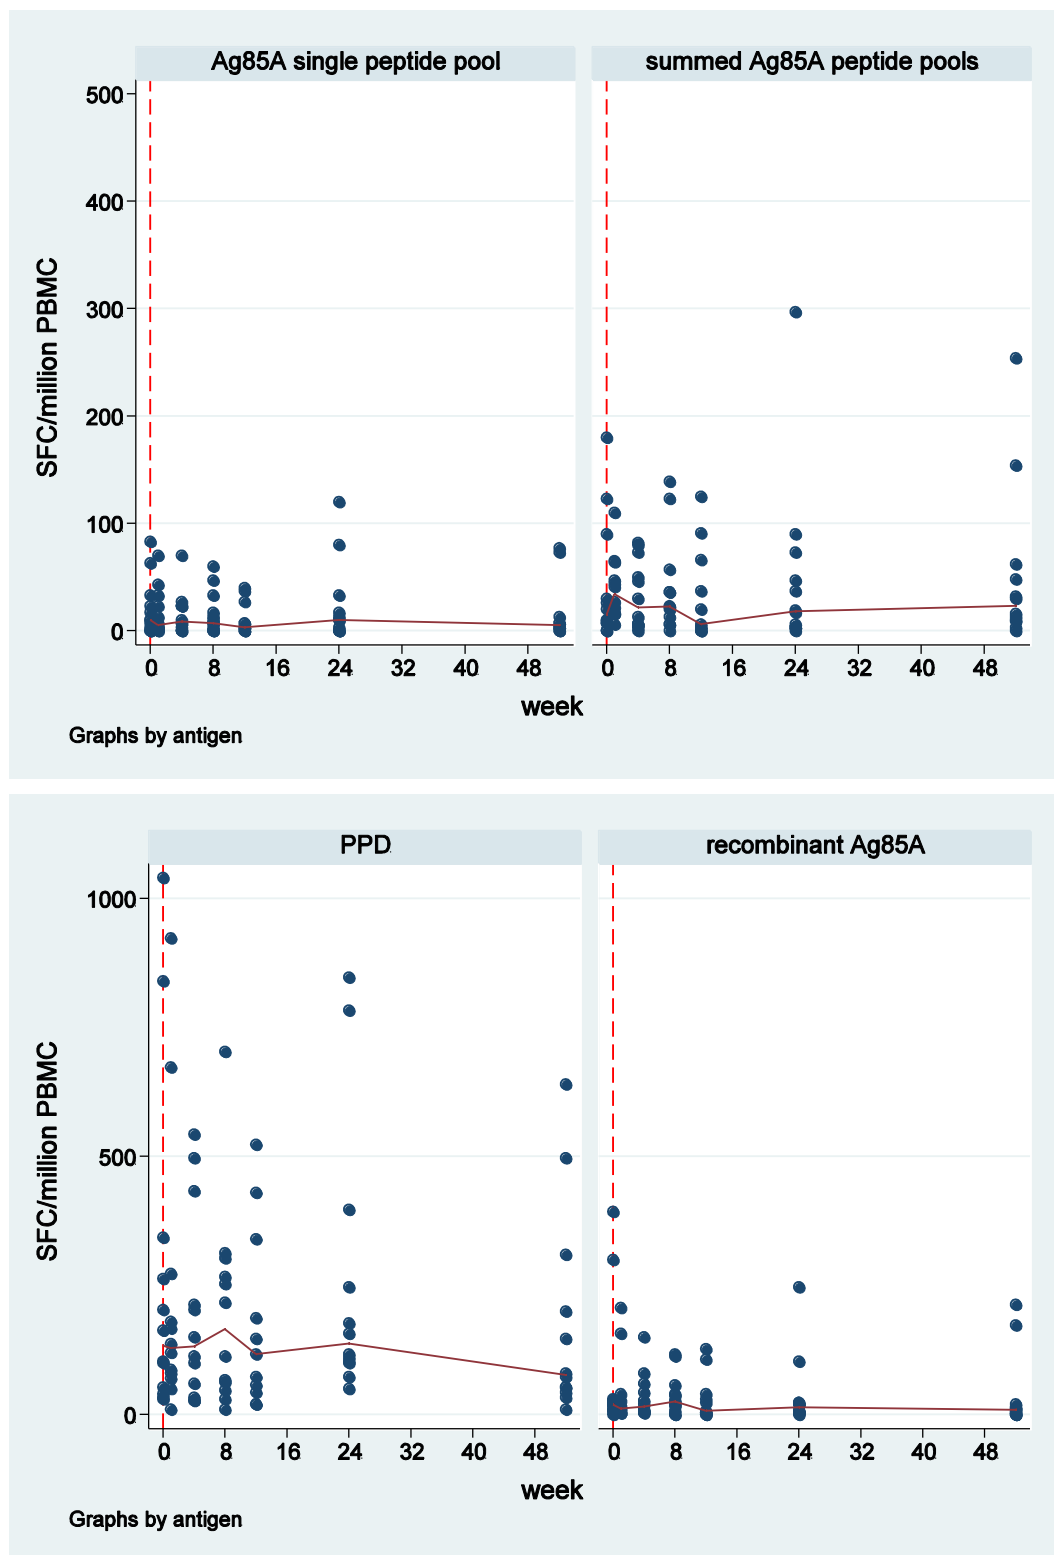 Ag85A single peptide pool summed Ag85A peptide pools
500
400
300
200
100
0
SFC/million PBMC
0 8 16 24 32 40 48 0 8 16 24 32 40 48
week
Graphs by antigen
PPD recombinant Ag85A
1000
500
0
SFC/million PBMC
0 8 16 24 32 40 48 0 8 16 24 32 40 48
week
Graphs by antigen